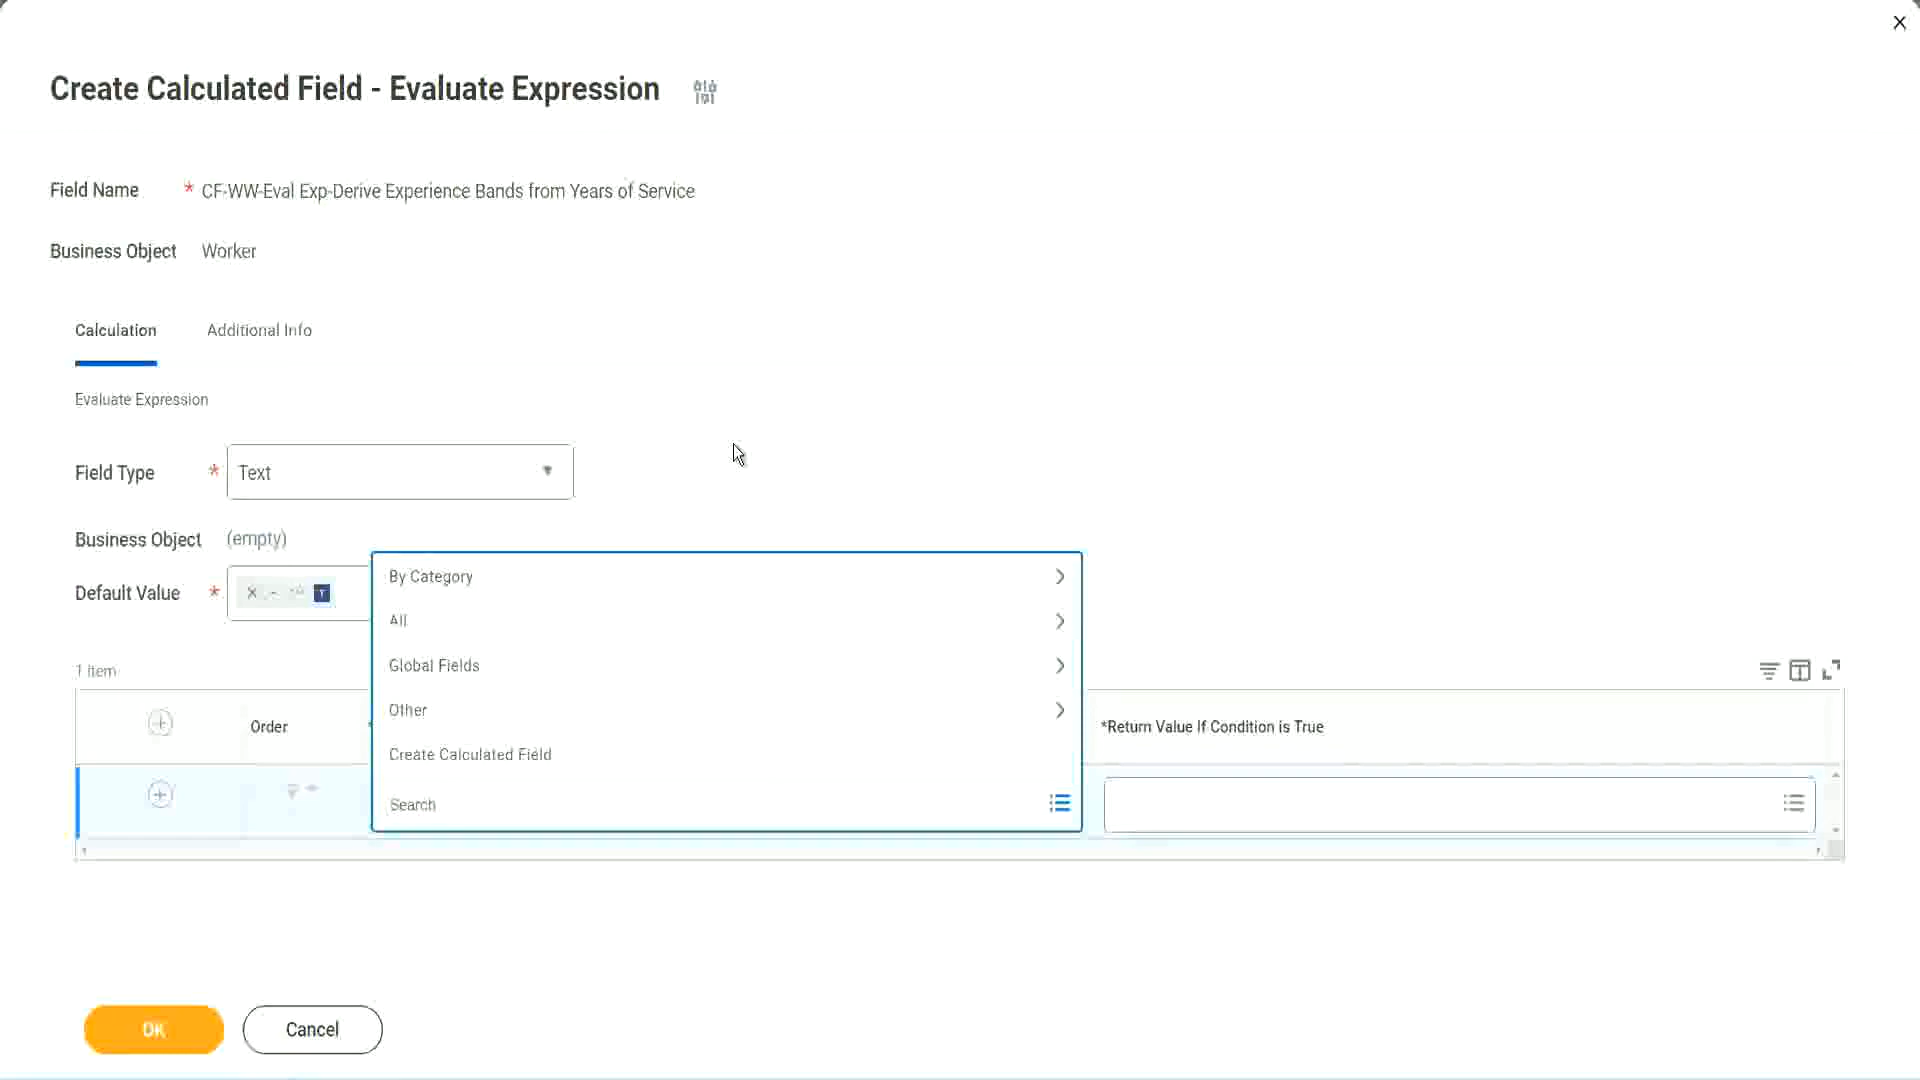 Create Calculated Field - Evaluate Expression
Field Name * CF-WW-Eval Exp-Derive Experience Bands from Years of Service
Business Object Worker
Calculation Additional Info
Evaluate Expression
Field Type * Text
Business Object (empty)
Default Value * T
By Category
All
Global Fields
Other
Create Calculated Field
Search
1 item
Order *Return Value If Condition is True
OK Cancel